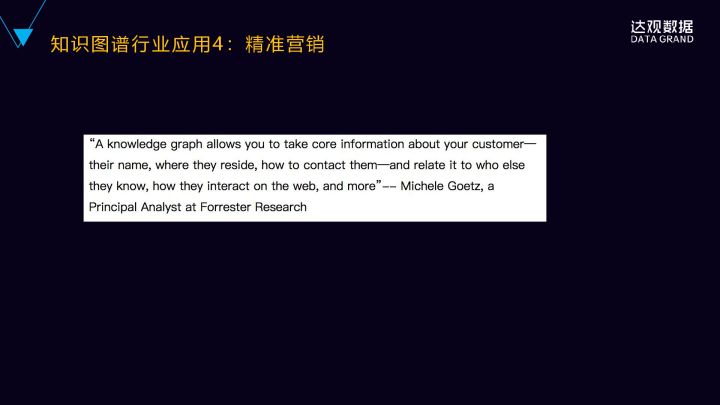 知识图谱行业应用4：精准营销
达观数据
DATA GRAND
“A knowledge graph allows you to take core information about your customer—
their name, where they reside, how to contact them—and relate it to who else
they know, how they interact on the web, and more”-- Michele Goetz, a
Principal Analyst at Forrester Research